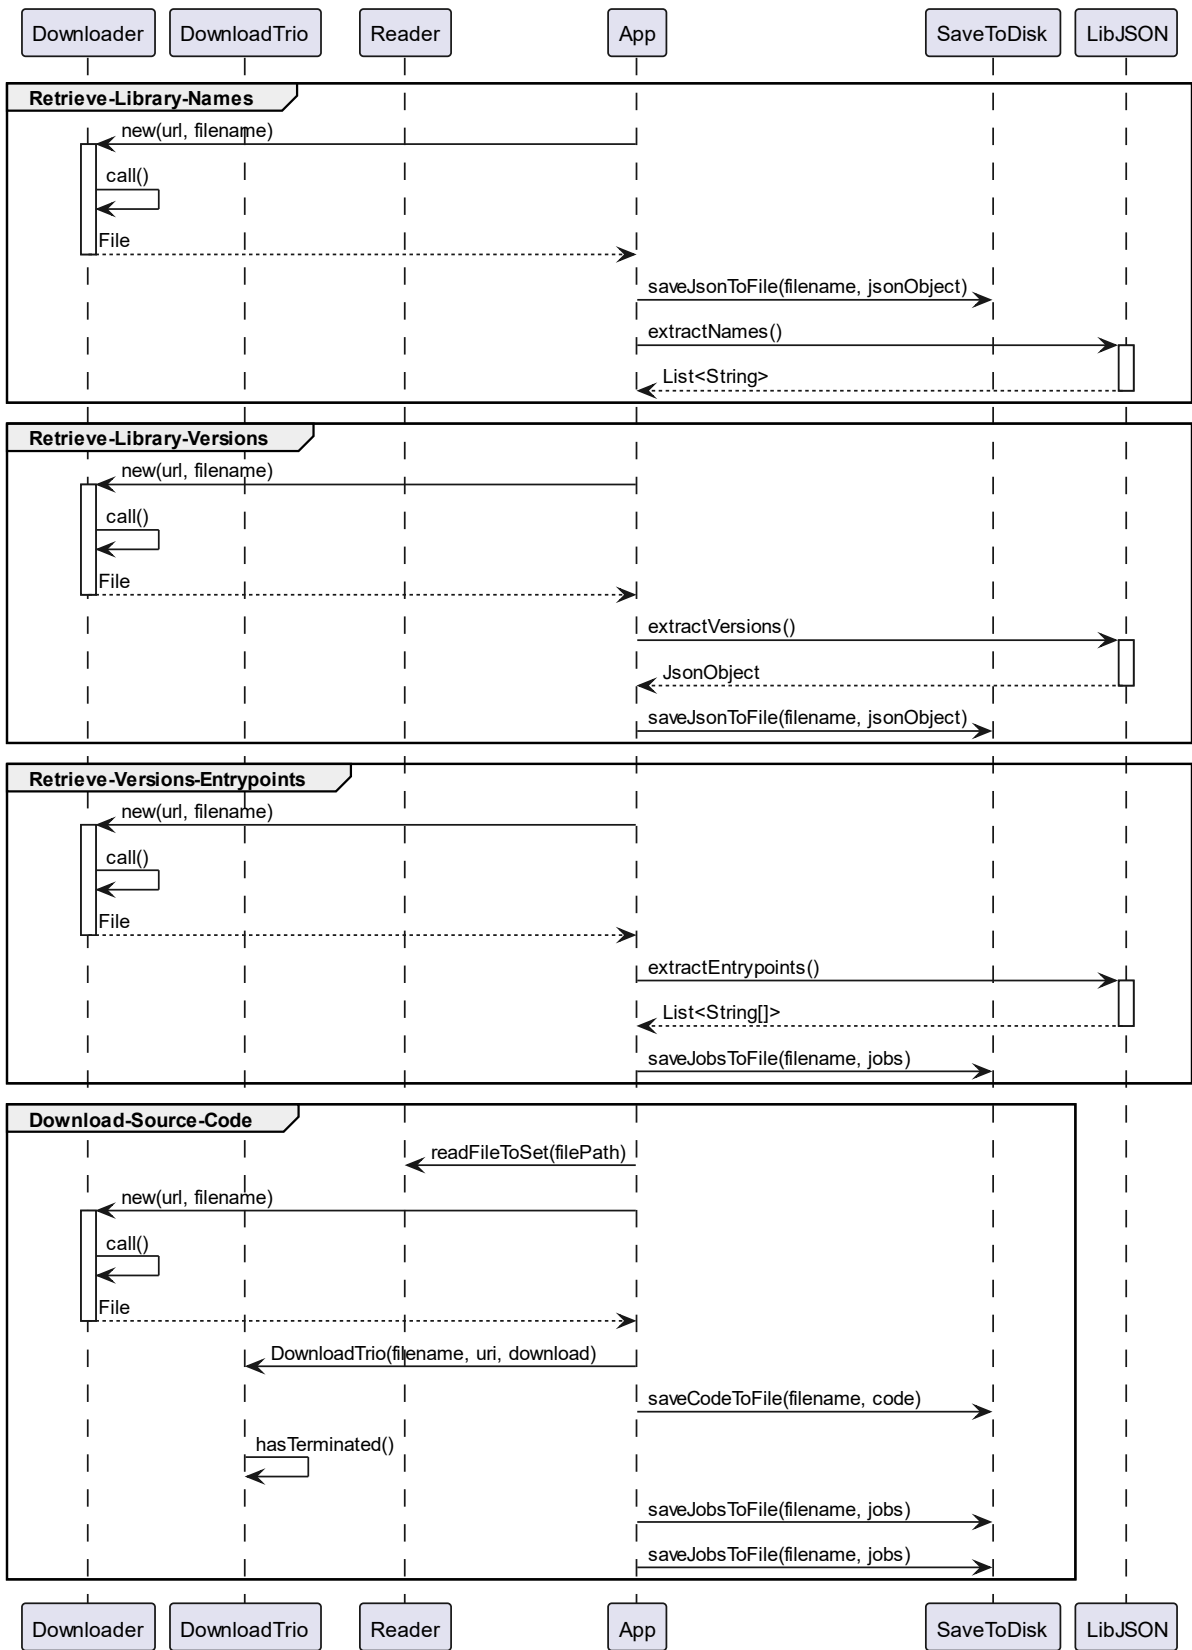 Downloader DownloadTrio Reader App SaveToDisk LibJSON
Retrieve-Library-Names
new(url, filename)
call()
File
saveJsonToFile(filename, jsonObject)
extractNames()
List<String>
Retrieve-Library-Versions
new(url, filename)
call()
File
extractVersions()
JsonObject
saveJsonToFile(filename, jsonObject)
Retrieve-Versions-Entrypoints
new(url, filename)
call()
File
extractEntrypoints()
List<String[]>
saveJobsToFile(filename, jobs)
Download-Source-Code
readFileToSet(filePath)
new(url, filename)
call()
File
DownloadTrio(filename, uri, download)
saveCodeToFile(filename, code)
hasTerminated()
saveJobsToFile(filename, jobs)
saveJobsToFile(filename, jobs)
Downloader DownloadTrio Reader App SaveToDisk LibJSON